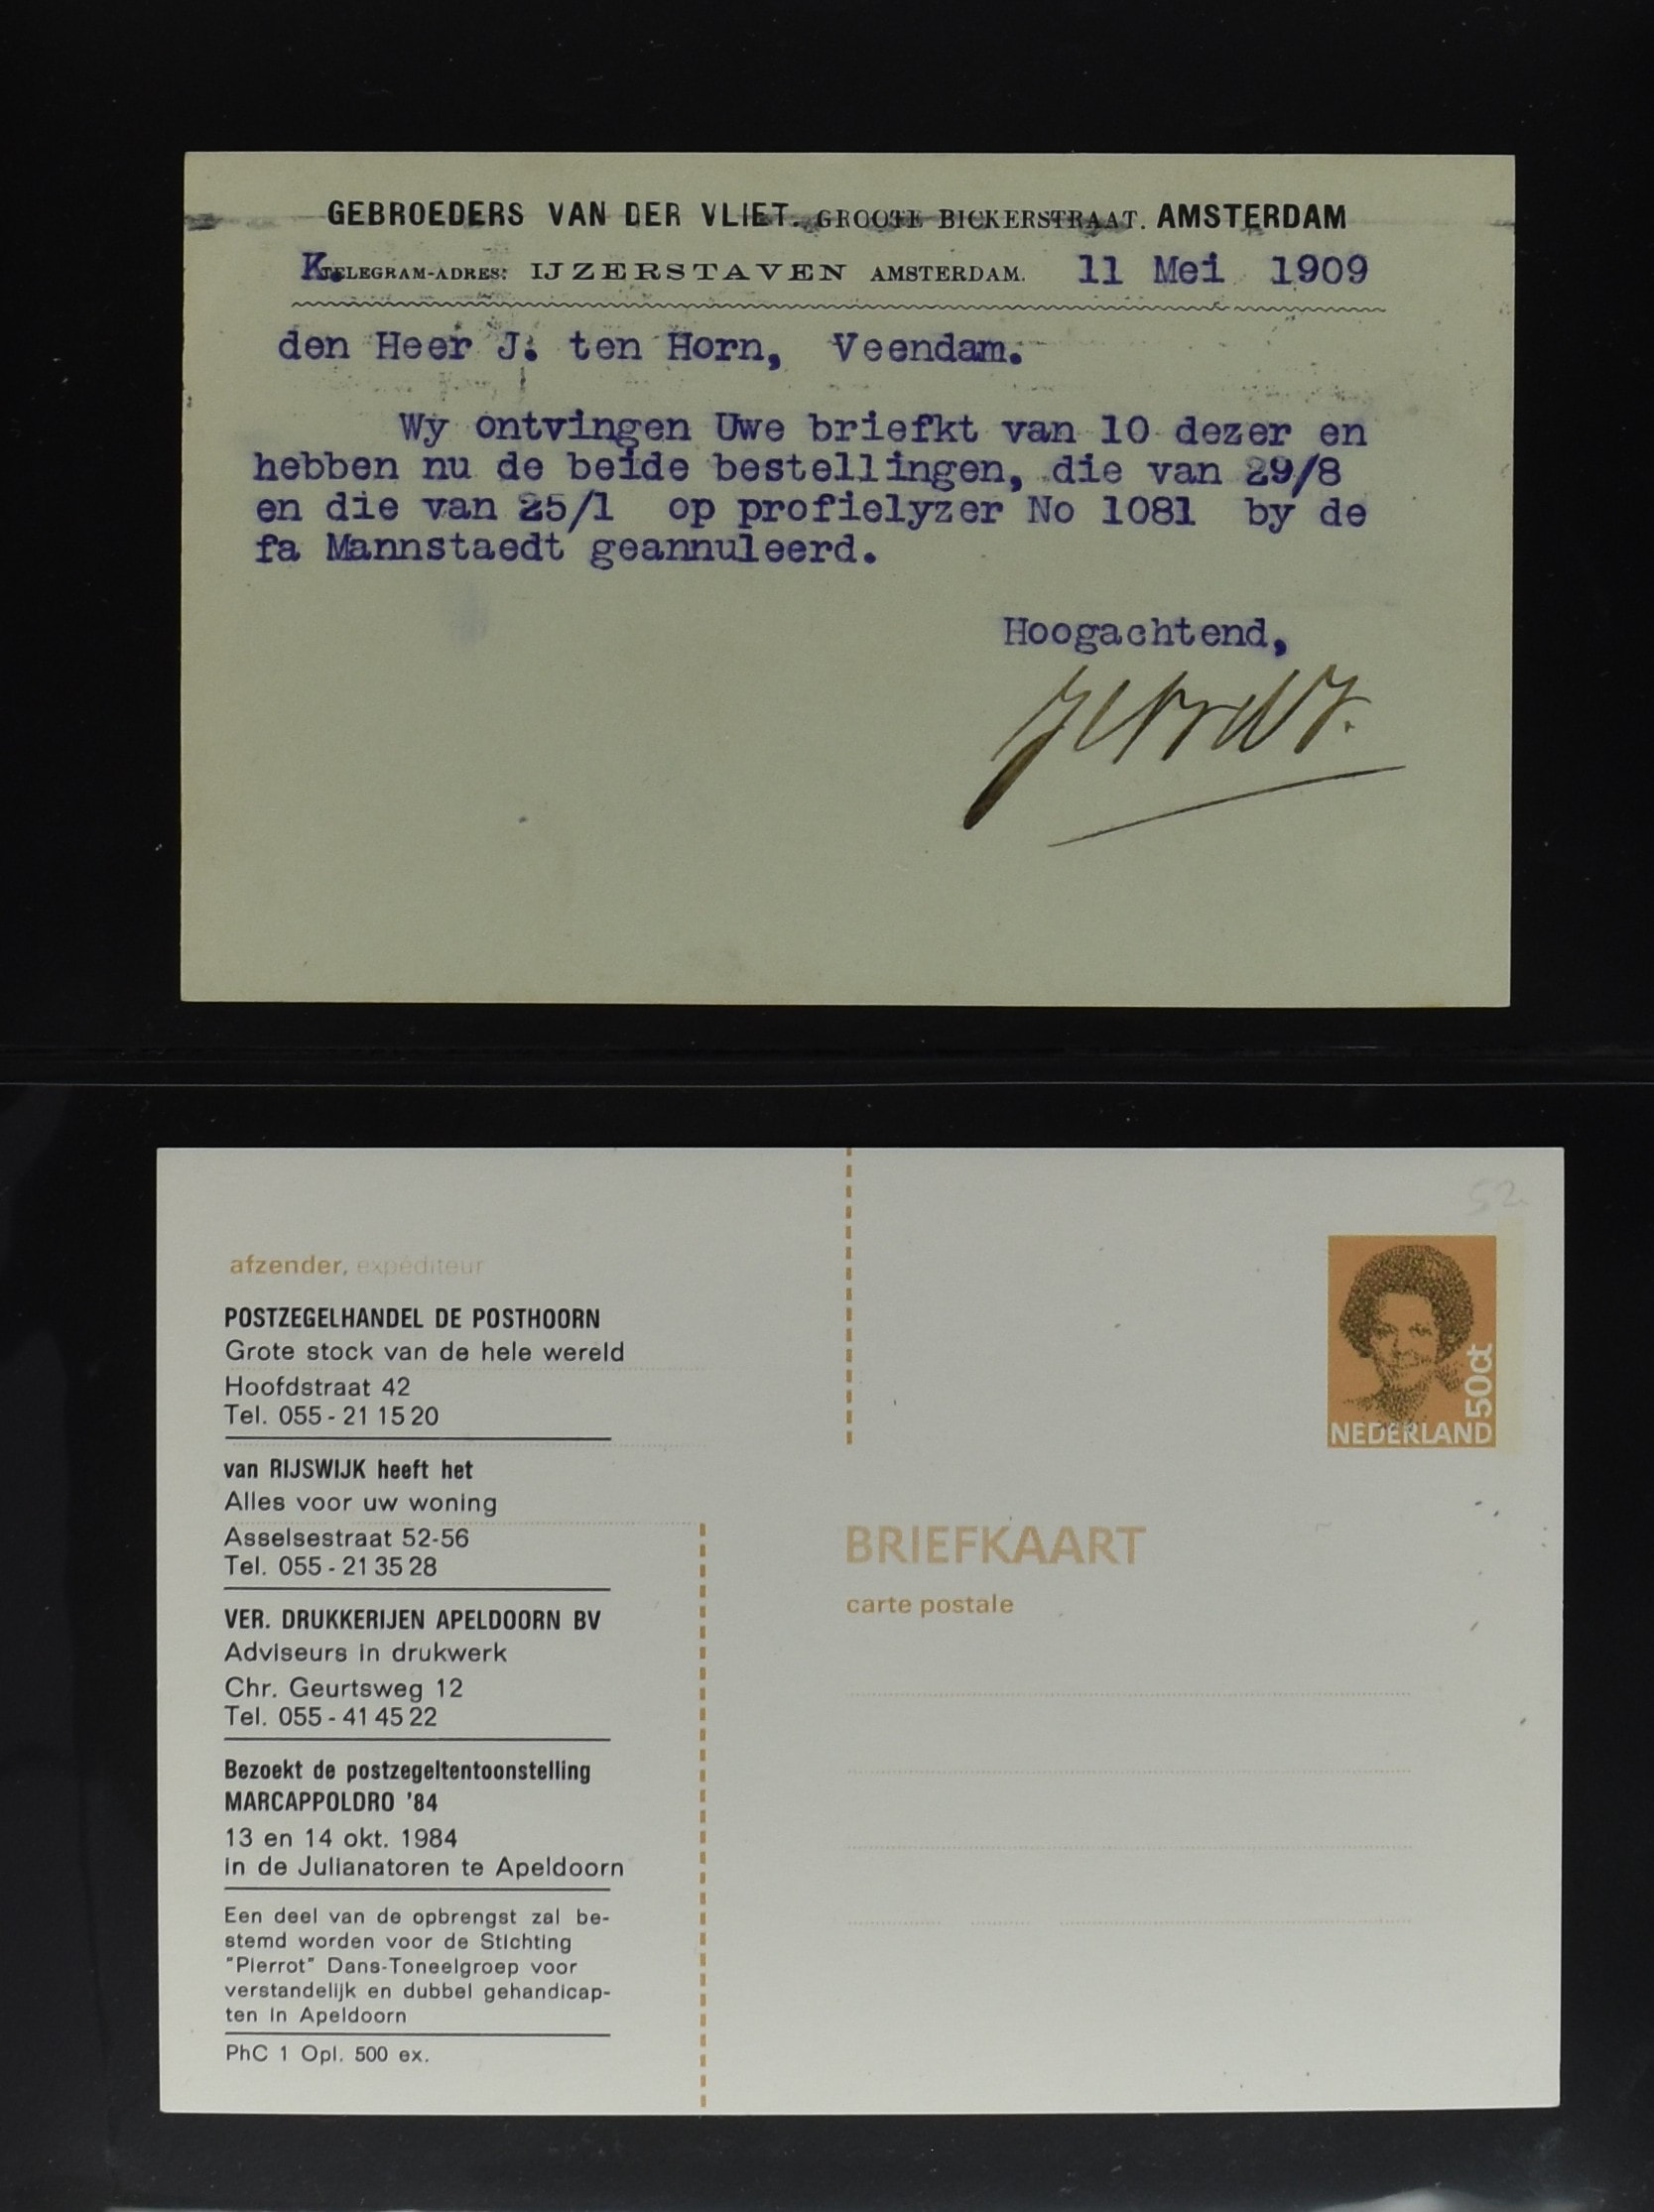 GEBROEDERS VAN DER VLIET. GROOTE BICKERSTRAAT. AMSTERDAM
K. TELEGRAM-ADRES: IJZERSTAVEN AMSTERDAM. 11 Mei 1909
den Heer J. ten Horn, Veendam.
Wy ontvingen Uwe briefkt van 10 dezer en
hebben nu de beide bestellingen, die van 29/8
en die van 25/1 op profielyzer No 1081 by de
fa Mannstaedt geannuleerd.
Hoogachtend,
52
afzender, expéditeur
POSTZEGELHANDEL DE POSTHOORN
Grote stock van de hele wereld
Hoofdstraat 42
Tel. 055 - 21 15 20
van RIJSWIJK heeft het
Alles voor uw woning
Asselsestraat 52-56
Tel. 055 - 21 35 28
VER. DRUKKERIJEN APELDOORN BV
Adviseurs in drukwerk
Chr. Geurtsweg 12
Tel. 055 - 41 45 22
Bezoekt de postzegeltentoonstelling
MARCAPPOLDRO '84
13 en 14 okt. 1984
in de Julianatoren te Apeldoorn
Een deel van de opbrengst zal be-
stemd worden voor de Stichting
"Pierrot" Dans-Toneelgroep voor
verstandelijk en dubbel gehandicap-
ten in Apeldoorn
PhC 1 Opl. 500 ex.
50ct
NEDERLAND
BRIEFKAART
carte postale